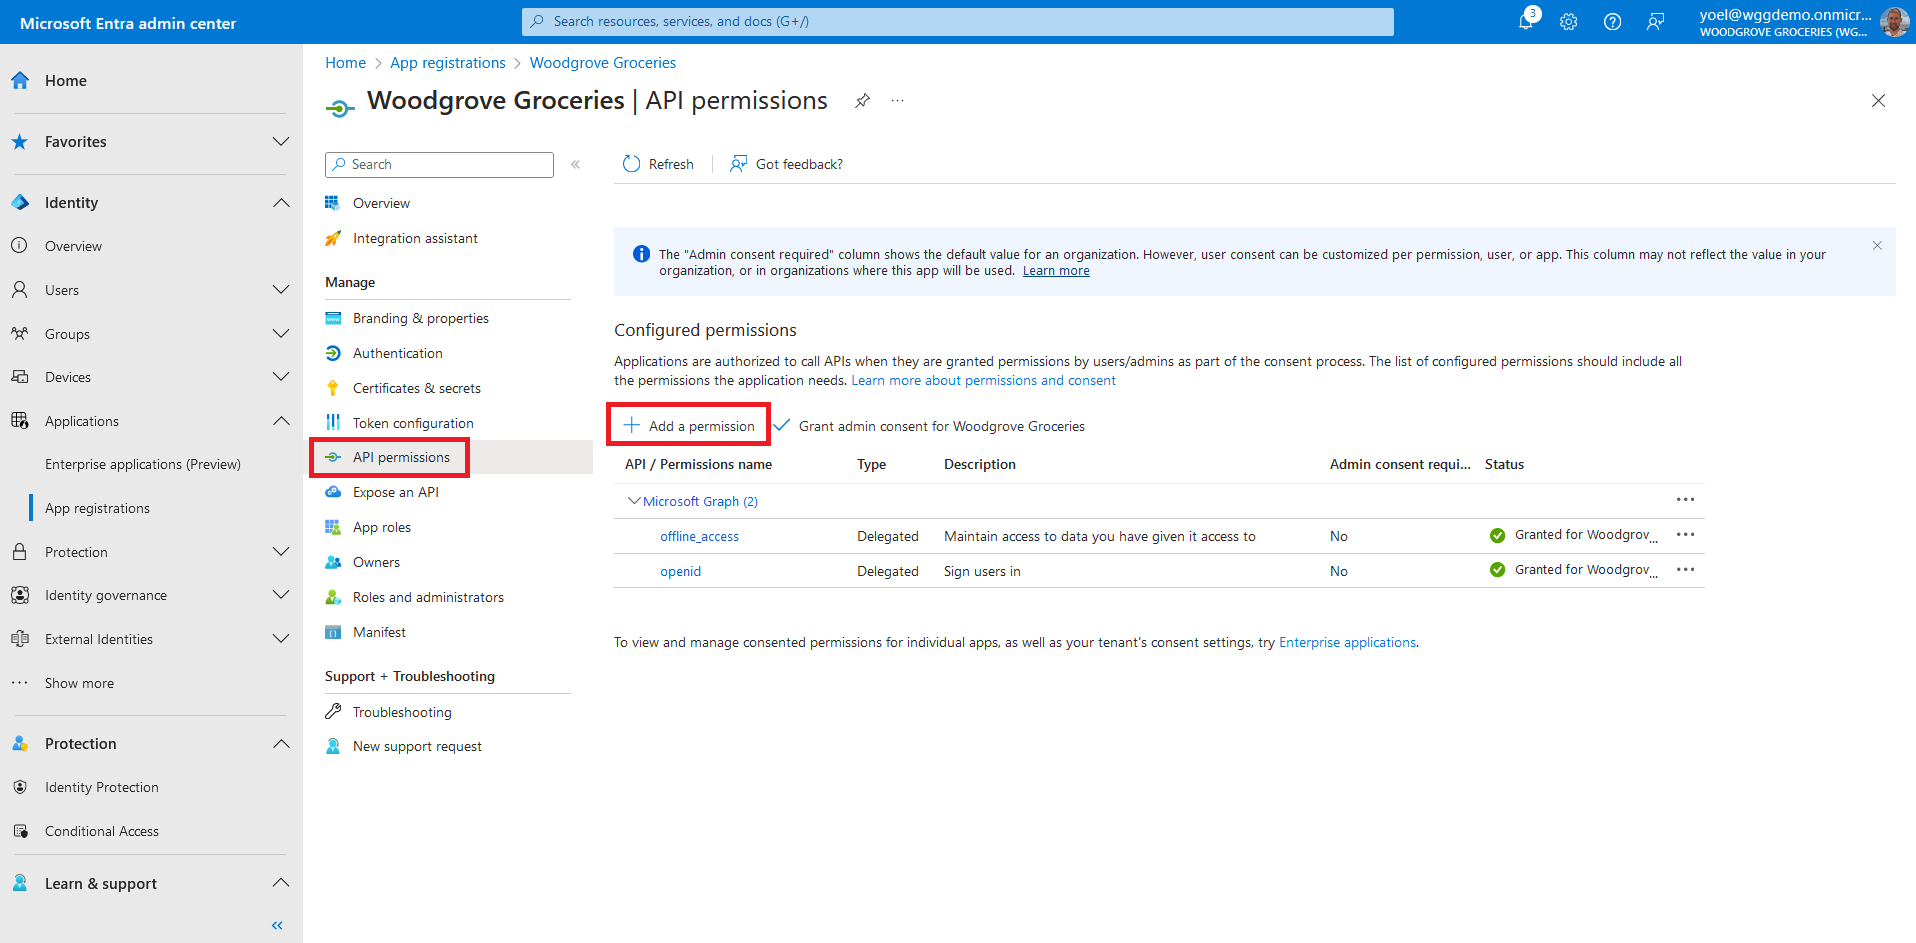 Microsoft Entra admin center
Search resources, services, and docs (G+/)
3
yoel@wggdemo.onmicr...
WOODGROVE GROCERIES (WG...
Home
Favorites
Identity
Overview
Users
Groups
Devices
Applications
Enterprise applications (Preview)
App registrations
Protection
Identity governance
External Identities
Show more
Protection
Identity Protection
Conditional Access
Learn & support
Home > App registrations > Woodgrove Groceries
Woodgrove Groceries | API permissions
Search
Overview
Integration assistant
Manage
Branding & properties
Authentication
Certificates & secrets
Token configuration
API permissions
Expose an API
App roles
Owners
Roles and administrators
Manifest
Support + Troubleshooting
Troubleshooting
New support request
Refresh
Got feedback?
The "Admin consent required" column shows the default value for an organization. However, user consent can be customized per permission, user, or app. This column may not reflect the value in your
organization, or in organizations where this app will be used. Learn more
Configured permissions
Applications are authorized to call APIs when they are granted permissions by users/admins as part of the consent process. The list of configured permissions should include all
the permissions the application needs. Learn more about permissions and consent
Add a permission
Grant admin consent for Woodgrove Groceries
API / Permissions name Type Description Admin consent requi... Status
Microsoft Graph (2)
offline_access Delegated Maintain access to data you have given it access to No Granted for Woodgrov...
openid Delegated Sign users in No Granted for Woodgrov...
To view and manage consented permissions for individual apps, as well as your tenant's consent settings, try Enterprise applications.